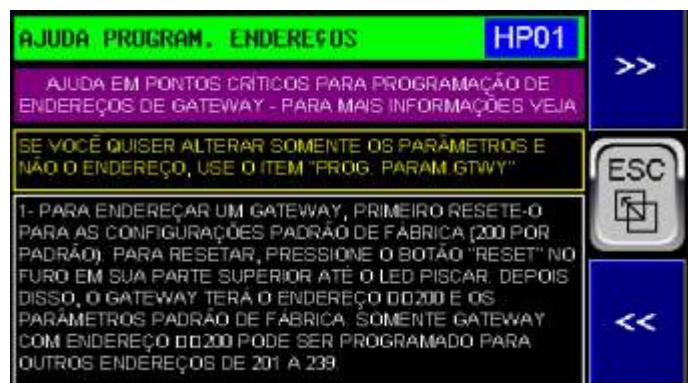 AJUDA PROGRAM. ENDEREÇOS
HP01
>>
AJUDA EM PONTOS CRÍTICOS PARA PROGRAMAÇÃO DE
ENDEREÇOS DE GATEWAY - PARA MAIS INFORMAÇÕES VEJA
SE VOCÊ QUISER ALTERAR SOMENTE OS PARÂMETROS E
NÃO O ENDEREÇO, USE O ITEM "PROG. PARAM.GTWY"
ESC
1- PARA ENDEREÇAR UM GATEWAY, PRIMEIRO RESETE-O
PARA AS CONFIGURAÇÕES PADRÃO DE FÁBRICA (200 POR
PADRÃO). PARA RESETAR, PRESSIONE O BOTÃO "RESET" NO
FURO EM SUA PARTE SUPERIOR ATÉ O LED PISCAR. DEPOIS
DISSO, O GATEWAY TERÁ O ENDEREÇO □□200 E OS
PARÂMETROS PADRÃO DE FÁBRICA. SOMENTE GATEWAY
COM ENDEREÇO □□200 PODE SER PROGRAMADO PARA
OUTROS ENDEREÇOS DE 201 A 239.
<<